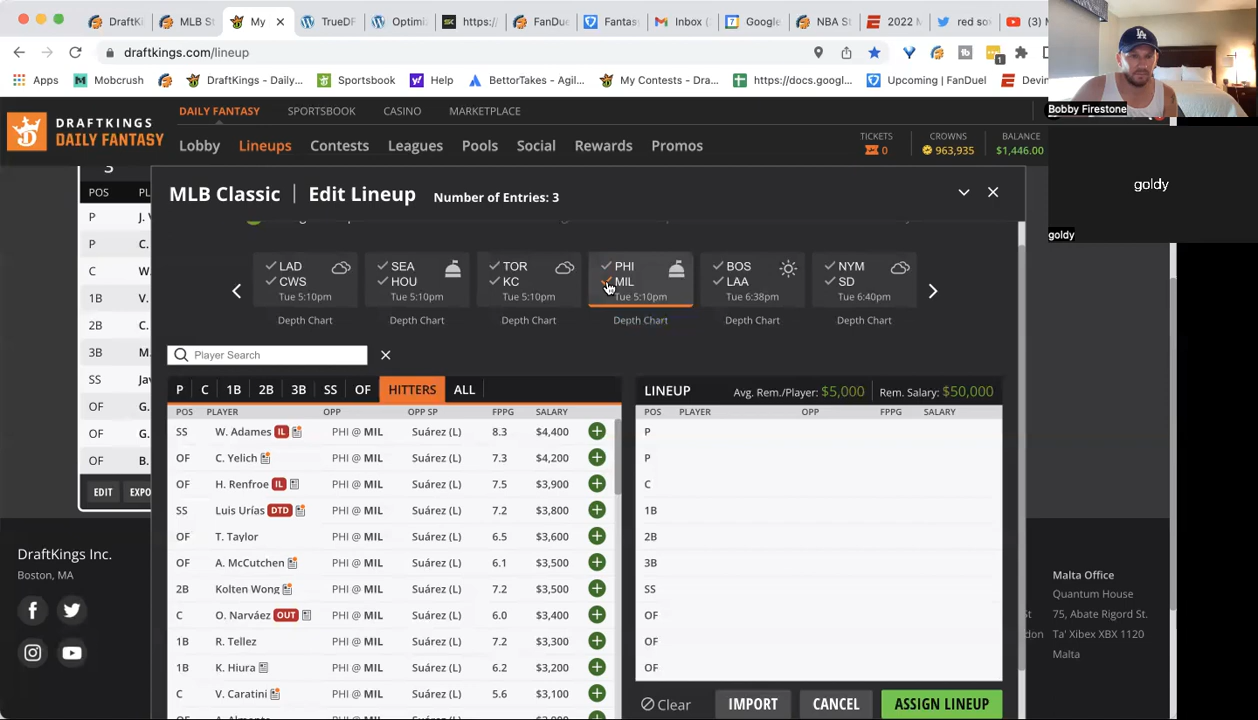 DraftKi
MLB St
My
TrueDF
Optimi
https:/
FanDue
Fantas
Inbox (
Google
NBA St
2022 M
red sov
(3) M
draftkings.com/lineup
Apps
Mobcrush
DraftKings - Daily...
Sportsbook
Help
BettorTakes - Agil...
My Contests - Dra...
https://docs.googl...
Upcoming | FanDuel
Devin
Bobby Firestone
LA
DRAFTKINGS
DAILY FANTASY
DAILY FANTASY SPORTSBOOK CASINO MARKETPLACE
Lobby Lineups Contests Leagues Pools Social Rewards Promos
TICKETS CROWNS BALANCE
0 963,935 $1,446.00
goldy
goldy
3
POS PL
P J. V
P C.
C W
1B V.
2B C.
3B M.
SS Jav
OF G.
OF G.
OF B.
EDIT EXPO
MLB Classic | Edit Lineup Number of Entries: 3
LAD
CWS
Tue 5:10pm
Depth Chart
SEA
HOU
Tue 5:10pm
Depth Chart
TOR
KC
Tue 5:10pm
Depth Chart
PHI
MIL
Tue 5:10pm
Depth Chart
BOS
LAA
Tue 6:38pm
Depth Chart
NYM
SD
Tue 6:40pm
Depth Chart
Player Search
P C 1B 2B 3B SS OF HITTERS ALL
POS PLAYER OPP OPP SP FPPG SALARY
SS W. Adames IL PHI @ MIL Suárez (L) 8.3 $4,400
OF C. Yelich PHI @ MIL Suárez (L) 7.3 $4,200
OF H. Renfroe IL PHI @ MIL Suárez (L) 7.5 $3,900
SS Luis Urías DTD PHI @ MIL Suárez (L) 7.2 $3,800
OF T. Taylor PHI @ MIL Suárez (L) 6.5 $3,600
OF A. McCutchen PHI @ MIL Suárez (L) 6.1 $3,500
2B Kolten Wong PHI @ MIL Suárez (L) 7.2 $3,500
C O. Narváez OUT PHI @ MIL Suárez (L) 6.0 $3,400
1B R. Tellez PHI @ MIL Suárez (L) 7.2 $3,300
1B K. Hiura PHI @ MIL Suárez (L) 6.2 $3,200
C V. Caratini PHI @ MIL Suárez (L) 5.6 $3,100
LINEUP Avg. Rem./Player: $5,000 Rem. Salary: $50,000
POS PLAYER OPP FPPG SALARY
P
P
C
1B
2B
3B
SS
OF
OF
OF
Clear IMPORT CANCEL ASSIGN LINEUP
DraftKings Inc.
Boston, MA
Malta Office
Quantum House
75, Abate Rigord St.
Ta' Xibex XBX 1120
Malta
don